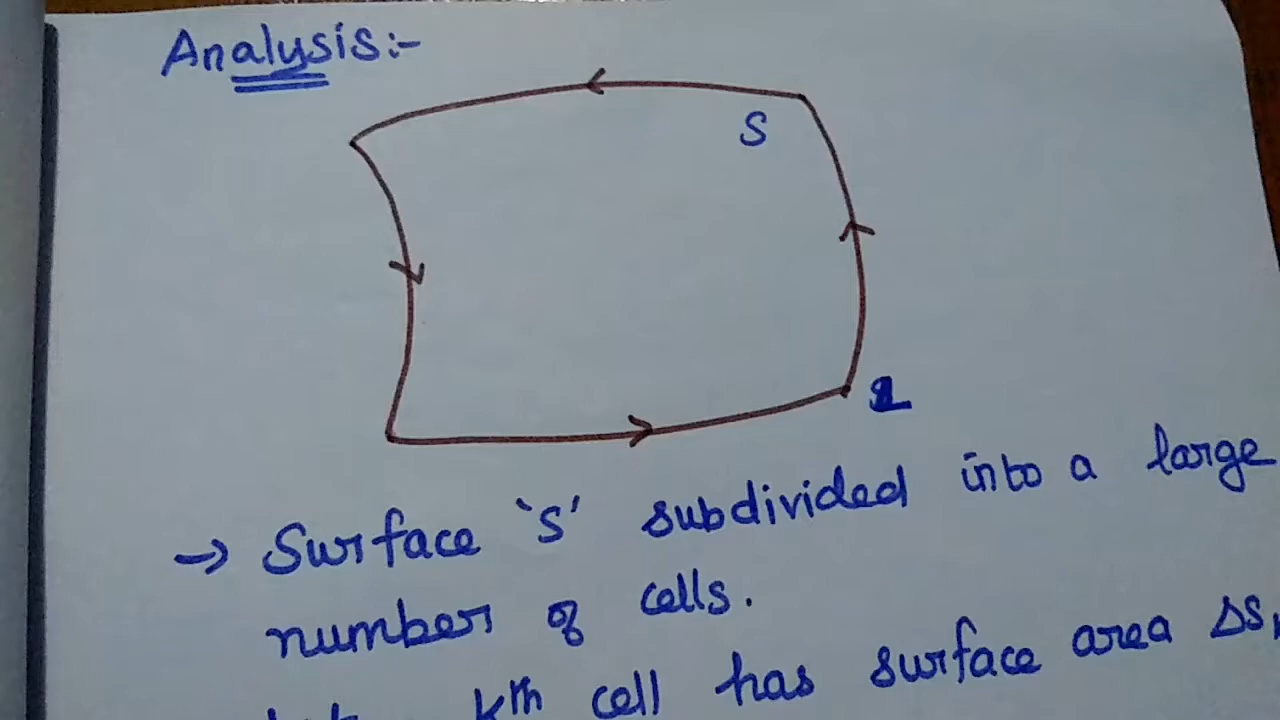 Analysis:-
S
L
→ Surface 'S' subdivided into a large
number of cells.
kth cell has surface area ΔS